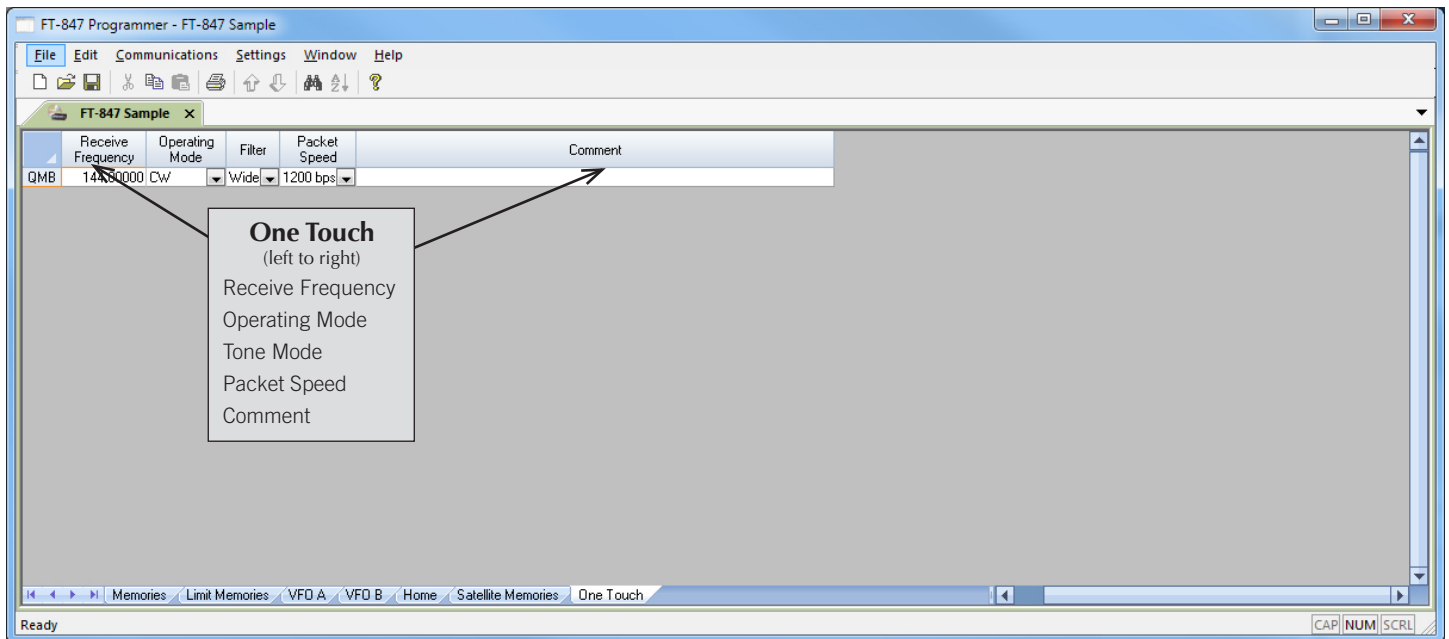 FT-847 Programmer - FT-847 Sample
File Edit Communications Settings Window Help
FT-847 Sample
Receive Frequency Operating Mode Filter Packet Speed Comment
QMB 144.00000 CW Wide 1200 bps
One Touch
(left to right)
Receive Frequency
Operating Mode
Tone Mode
Packet Speed
Comment
Memories Limit Memories VFO A VFO B Home Satellite Memories One Touch
Ready CAP NUM SCRL